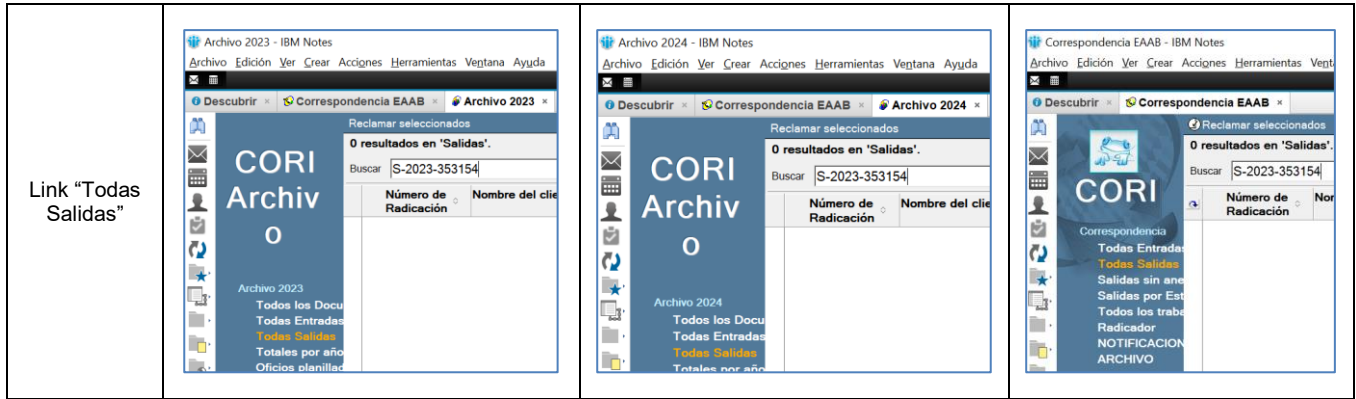 Link “Todas
Salidas”
Archivo 2023 - IBM Notes
Archivo Edición Ver Crear Acciones Herramientas Ventana Ayuda
Descubrir × Correspondencia EAAB × Archivo 2023 ×
Reclamar seleccionados
0 resultados en 'Salidas'.
Buscar S-2023-353154
Número de
Radicación
Nombre del clie
CORI
Archiv
o
Archivo 2023
Todos los Docu
Todas Entradas
Todas Salidas
Totales por año
Oficios planillad
Archivo 2024 - IBM Notes
Archivo Edición Ver Crear Acciones Herramientas Ventana Ayuda
Descubrir × Correspondencia EAAB × Archivo 2024 ×
Reclamar seleccionados
0 resultados en 'Salidas'.
Buscar S-2023-353154
Número de
Radicación
Nombre del clie
CORI
Archiv
o
Archivo 2024
Todos los Docu
Todas Entradas
Todas Salidas
Totales por año
Correspondencia EAAB - IBM Notes
Archivo Edición Ver Crear Acciones Herramientas Vent
Descubrir × Correspondencia EAAB ×
Reclamar seleccionados
0 resultados en 'Salidas'.
Buscar S-2023-353154
Número de
Radicación
Nor
CORI
Correspondencia
Todas Entradas
Todas Salidas
Salidas sin ane
Salidas por Est
Todos los traba
Radicador
NOTIFICACION
ARCHIVO